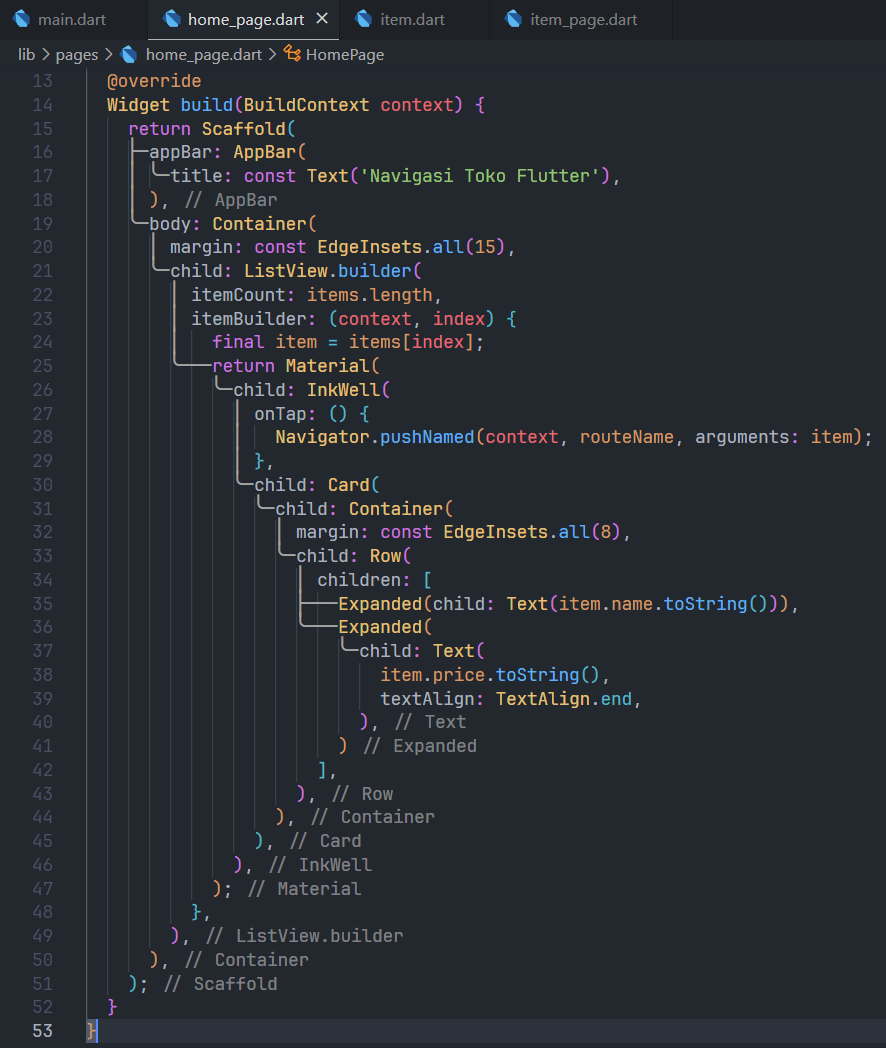 main.dart home_page.dart item.dart item_page.dart
lib > pages > home_page.dart > HomePage
13 @override
14 Widget build(BuildContext context) {
15 return Scaffold(
16 appBar: AppBar(
17 title: const Text('Navigasi Toko Flutter'),
18 ), // AppBar
19 body: Container(
20 margin: const EdgeInsets.all(15),
21 child: ListView.builder(
22 itemCount: items.length,
23 itemBuilder: (context, index) {
24 final item = items[index];
25 return Material(
26 child: InkWell(
27 onTap: () {
28 Navigator.pushNamed(context, routeName, arguments: item);
29 },
30 child: Card(
31 child: Container(
32 margin: const EdgeInsets.all(8),
33 child: Row(
34 children: [
35 Expanded(child: Text(item.name.toString())),
36 Expanded(
37 child: Text(
38 item.price.toString(),
39 textAlign: TextAlign.end,
40 ), // Text
41 ) // Expanded
42 ],
43 ), // Row
44 ), // Container
45 ), // Card
46 ), // InkWell
47 ); // Material
48 },
49 ), // ListView.builder
50 ), // Container
51 ); // Scaffold
52 }
53 }